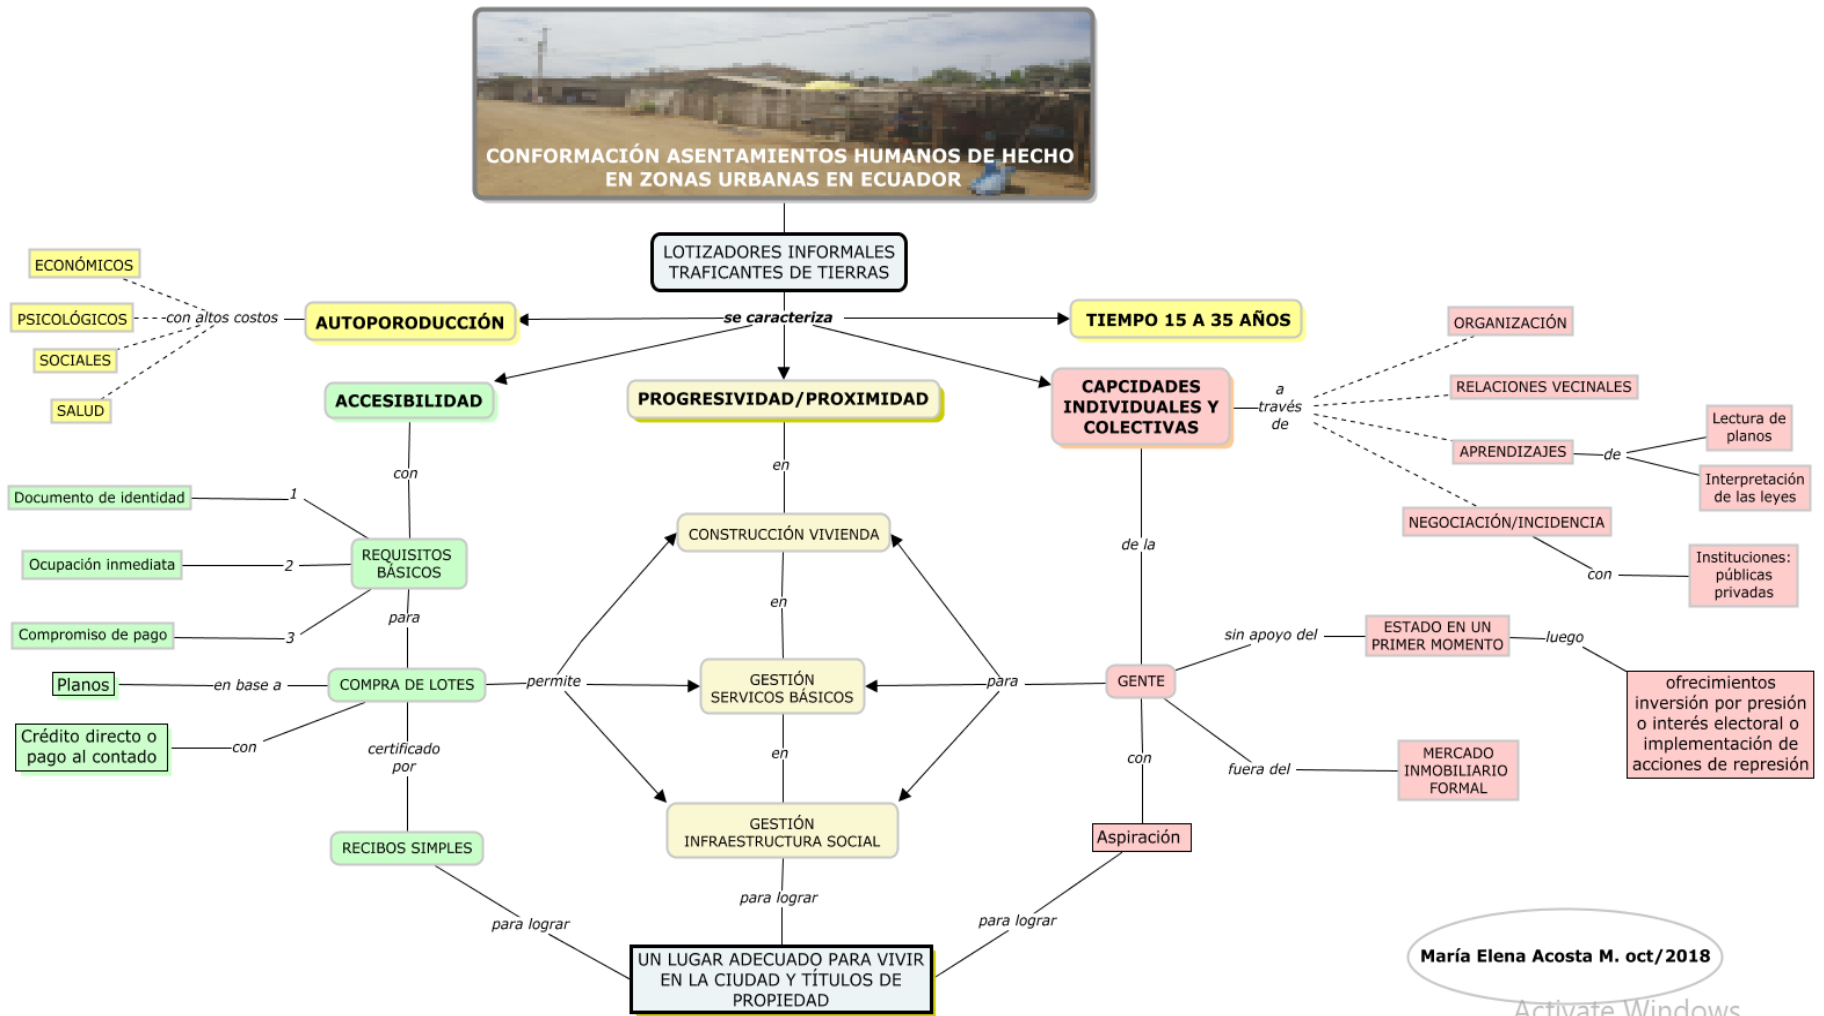 CONFORMACIÓN ASENTAMIENTOS HUMANOS DE HECHO
EN ZONAS URBANAS EN ECUADOR
LOTIZADORES INFORMALES
TRAFICANTES DE TIERRAS
se caracteriza
AUTOPORODUCCIÓN
con altos costos
ECONÓMICOS
PSICOLÓGICOS
SOCIALES
SALUD
TIEMPO 15 A 35 AÑOS
ACCESIBILIDAD
con
REQUISITOS
BÁSICOS
1
Documento de identidad
2
Ocupación inmediata
3
Compromiso de pago
para
COMPRA DE LOTES
en base a
Planos
con
Crédito directo o
pago al contado
certificado
por
RECIBOS SIMPLES
para lograr
permite
PROGRESIVIDAD/PROXIMIDAD
en
CONSTRUCCIÓN VIVIENDA
en
GESTIÓN
SERVICOS BÁSICOS
en
GESTIÓN
INFRAESTRUCTURA SOCIAL
para lograr
CAPCIDADES
INDIVIDUALES Y
COLECTIVAS
a
través
de
ORGANIZACIÓN
RELACIONES VECINALES
APRENDIZAJES
de
Lectura de
planos
Interpretación
de las leyes
NEGOCIACIÓN/INCIDENCIA
con
Instituciones:
públicas
privadas
de la
GENTE
para
sin apoyo del
ESTADO EN UN
PRIMER MOMENTO
luego
ofrecimientos
inversión por presión
o interés electoral o
implementación de
acciones de represión
fuera del
MERCADO
INMOBILIARIO
FORMAL
con
Aspiración
para lograr
UN LUGAR ADECUADO PARA VIVIR
EN LA CIUDAD Y TÍTULOS DE
PROPIEDAD
María Elena Acosta M. oct/2018
Activate Windows